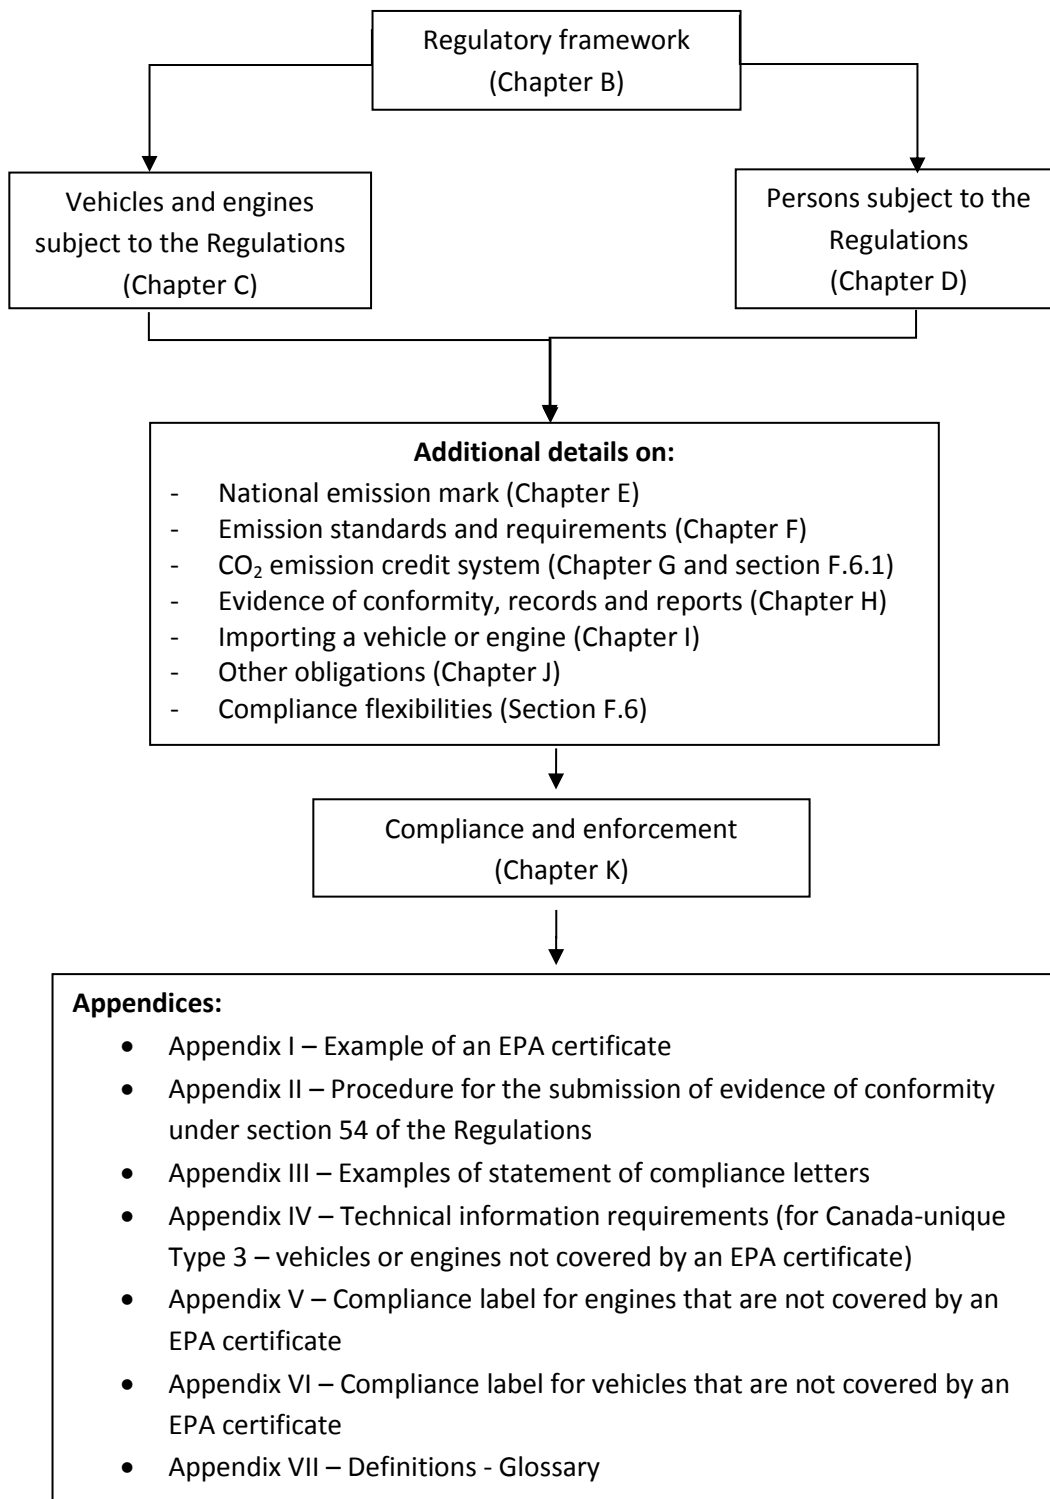 Regulatory framework
(Chapter B)
Vehicles and engines
subject to the Regulations
(Chapter C)
Persons subject to the
Regulations
(Chapter D)
Additional details on:
- National emission mark (Chapter E)
- Emission standards and requirements (Chapter F)
- CO₂ emission credit system (Chapter G and section F.6.1)
- Evidence of conformity, records and reports (Chapter H)
- Importing a vehicle or engine (Chapter I)
- Other obligations (Chapter J)
- Compliance flexibilities (Section F.6)
Compliance and enforcement
(Chapter K)
Appendices:
• Appendix I – Example of an EPA certificate
• Appendix II – Procedure for the submission of evidence of conformity
under section 54 of the Regulations
• Appendix III – Examples of statement of compliance letters
• Appendix IV – Technical information requirements (for Canada-unique
Type 3 – vehicles or engines not covered by an EPA certificate)
• Appendix V – Compliance label for engines that are not covered by an
EPA certificate
• Appendix VI – Compliance label for vehicles that are not covered by an
EPA certificate
• Appendix VII – Definitions - Glossary